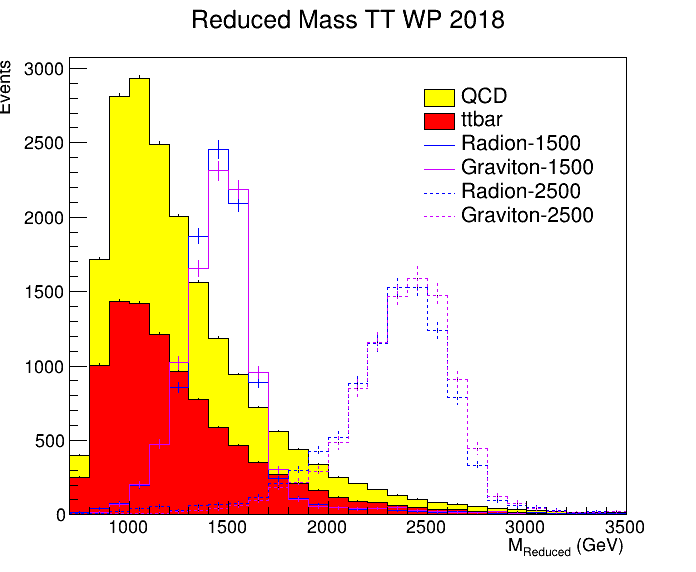 Reduced Mass TT WP 2018
Events
3000
2500
2000
1500
1000
500
0
QCD
ttbar
Radion-1500
Graviton-1500
Radion-2500
Graviton-2500
1000 1500 2000 2500 3000 3500
M_Reduced (GeV)